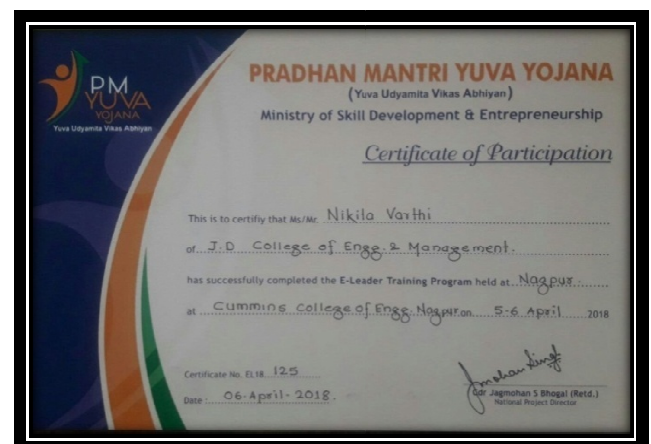 PM
YUVA
YOJANA
Yuva Udyamita Vikas Abhiyan
PRADHAN MANTRI YUVA YOJANA
(Yuva Udyamita Vikas Abhiyan)
Ministry of Skill Development & Entrepreneurship
Certificate of Participation
This is to certifiy that Ms/Mr. Nikila Varthi
of J.D College of Engg. & Management.
has successfully completed the E-Leader Training Program held at Nagpur.
at Cummins College of Engg. Nagpur on 5-6 April 2018
Certificate No. EL18 125
Date : 06-April-2018.
Jmohan Singh
Cdr Jagmohan S Bhogal (Retd.)
National Project Director